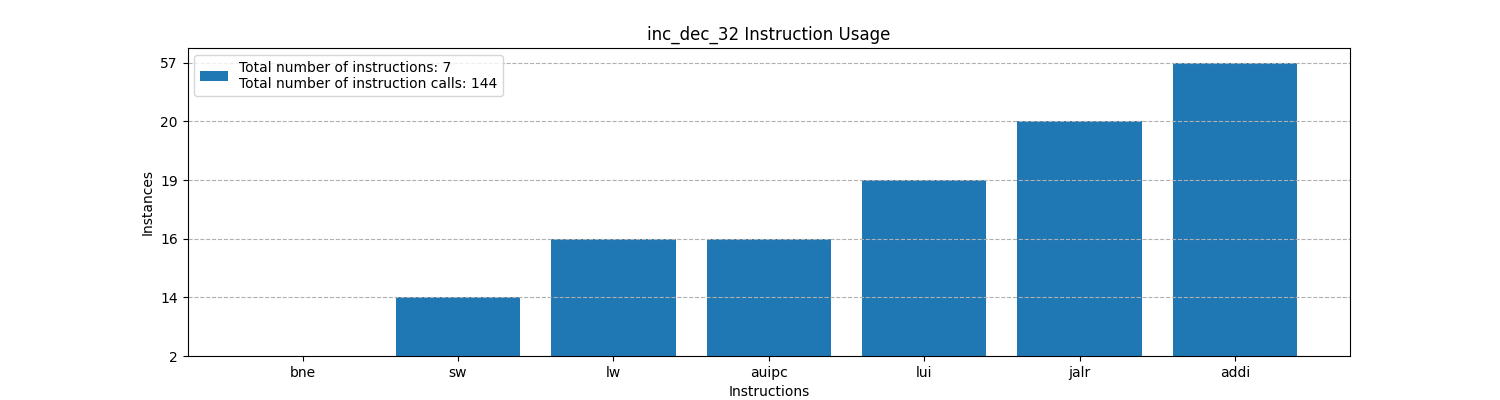 inc_dec_32 Instruction Usage
Total number of instructions: 7
Total number of instruction calls: 144
57
20
19
16
14
2
Instances
bne sw lw auipc lui jalr addi
Instructions